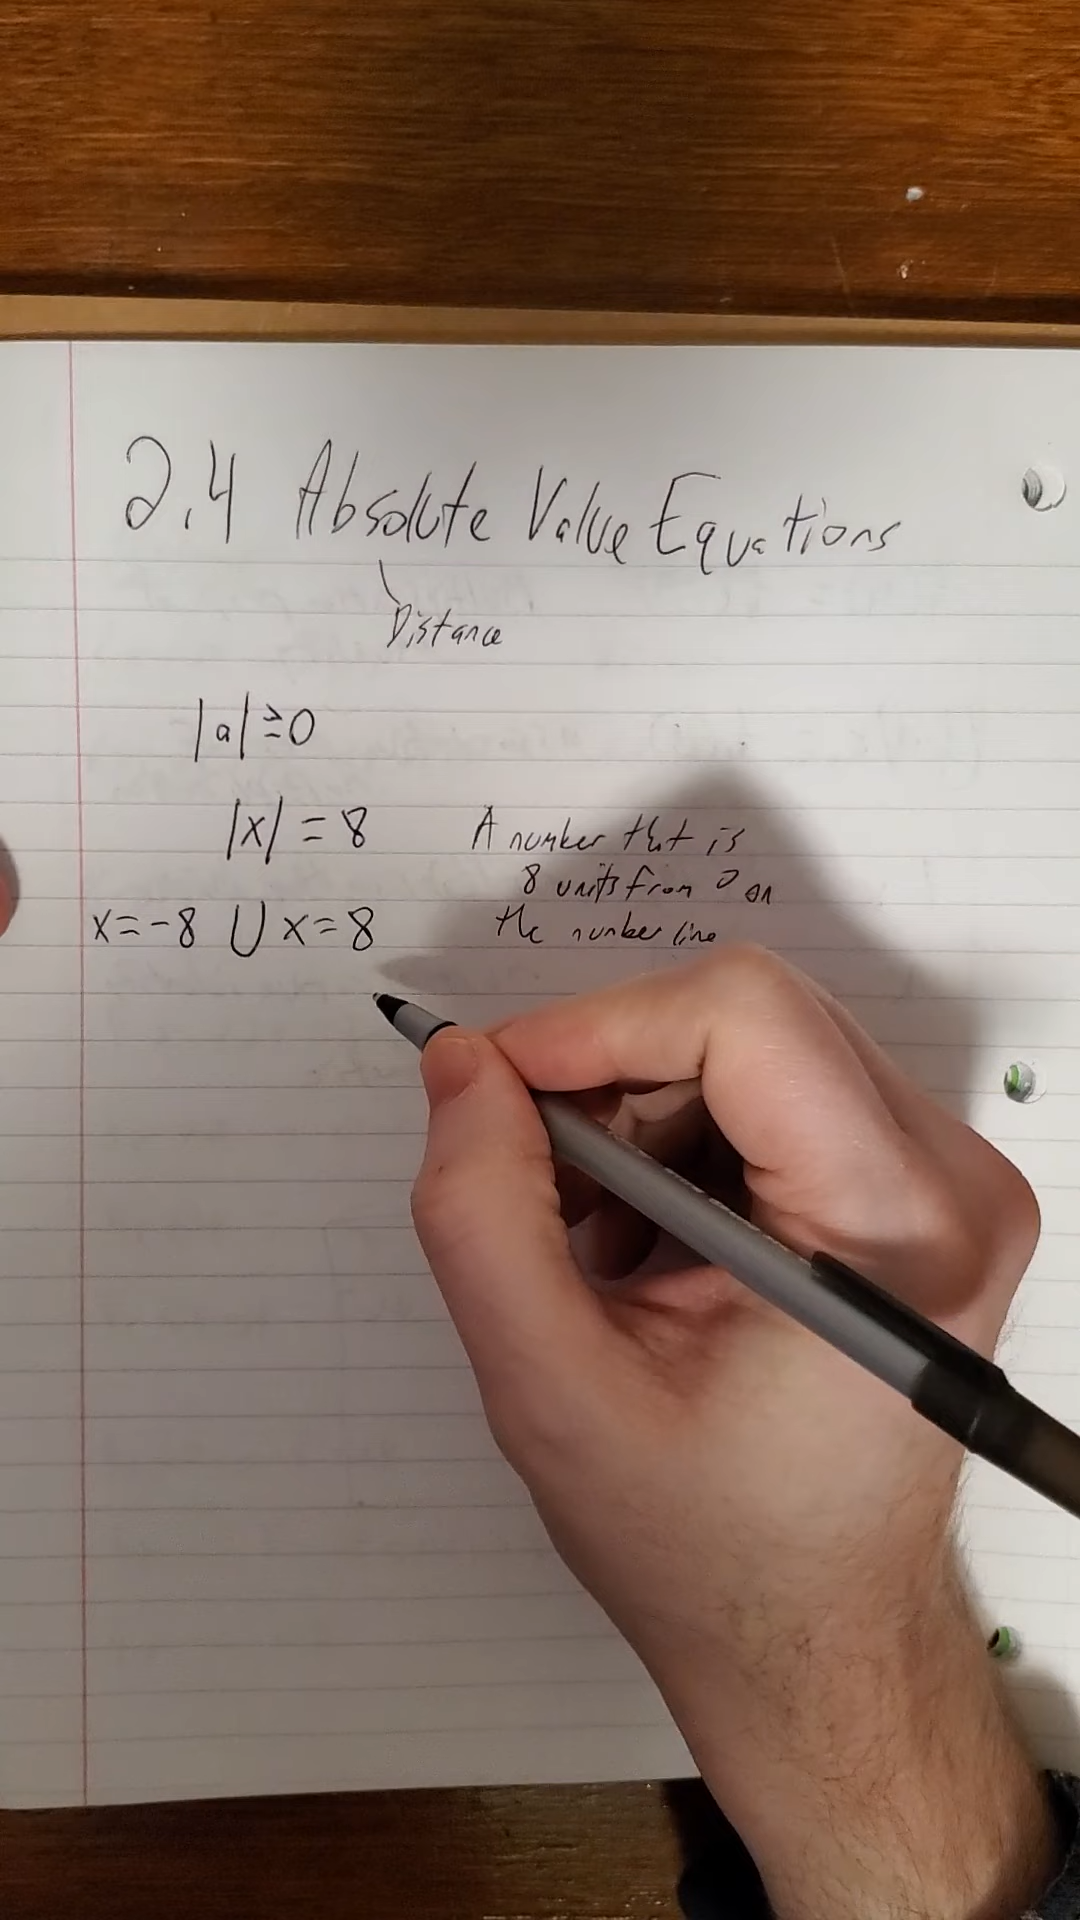 2.4 Absolute Value Equations
Distance
|a| ≥ 0
|x| = 8
A number that is
8 units from 0 on
the number line
x = -8 ∪ x = 8